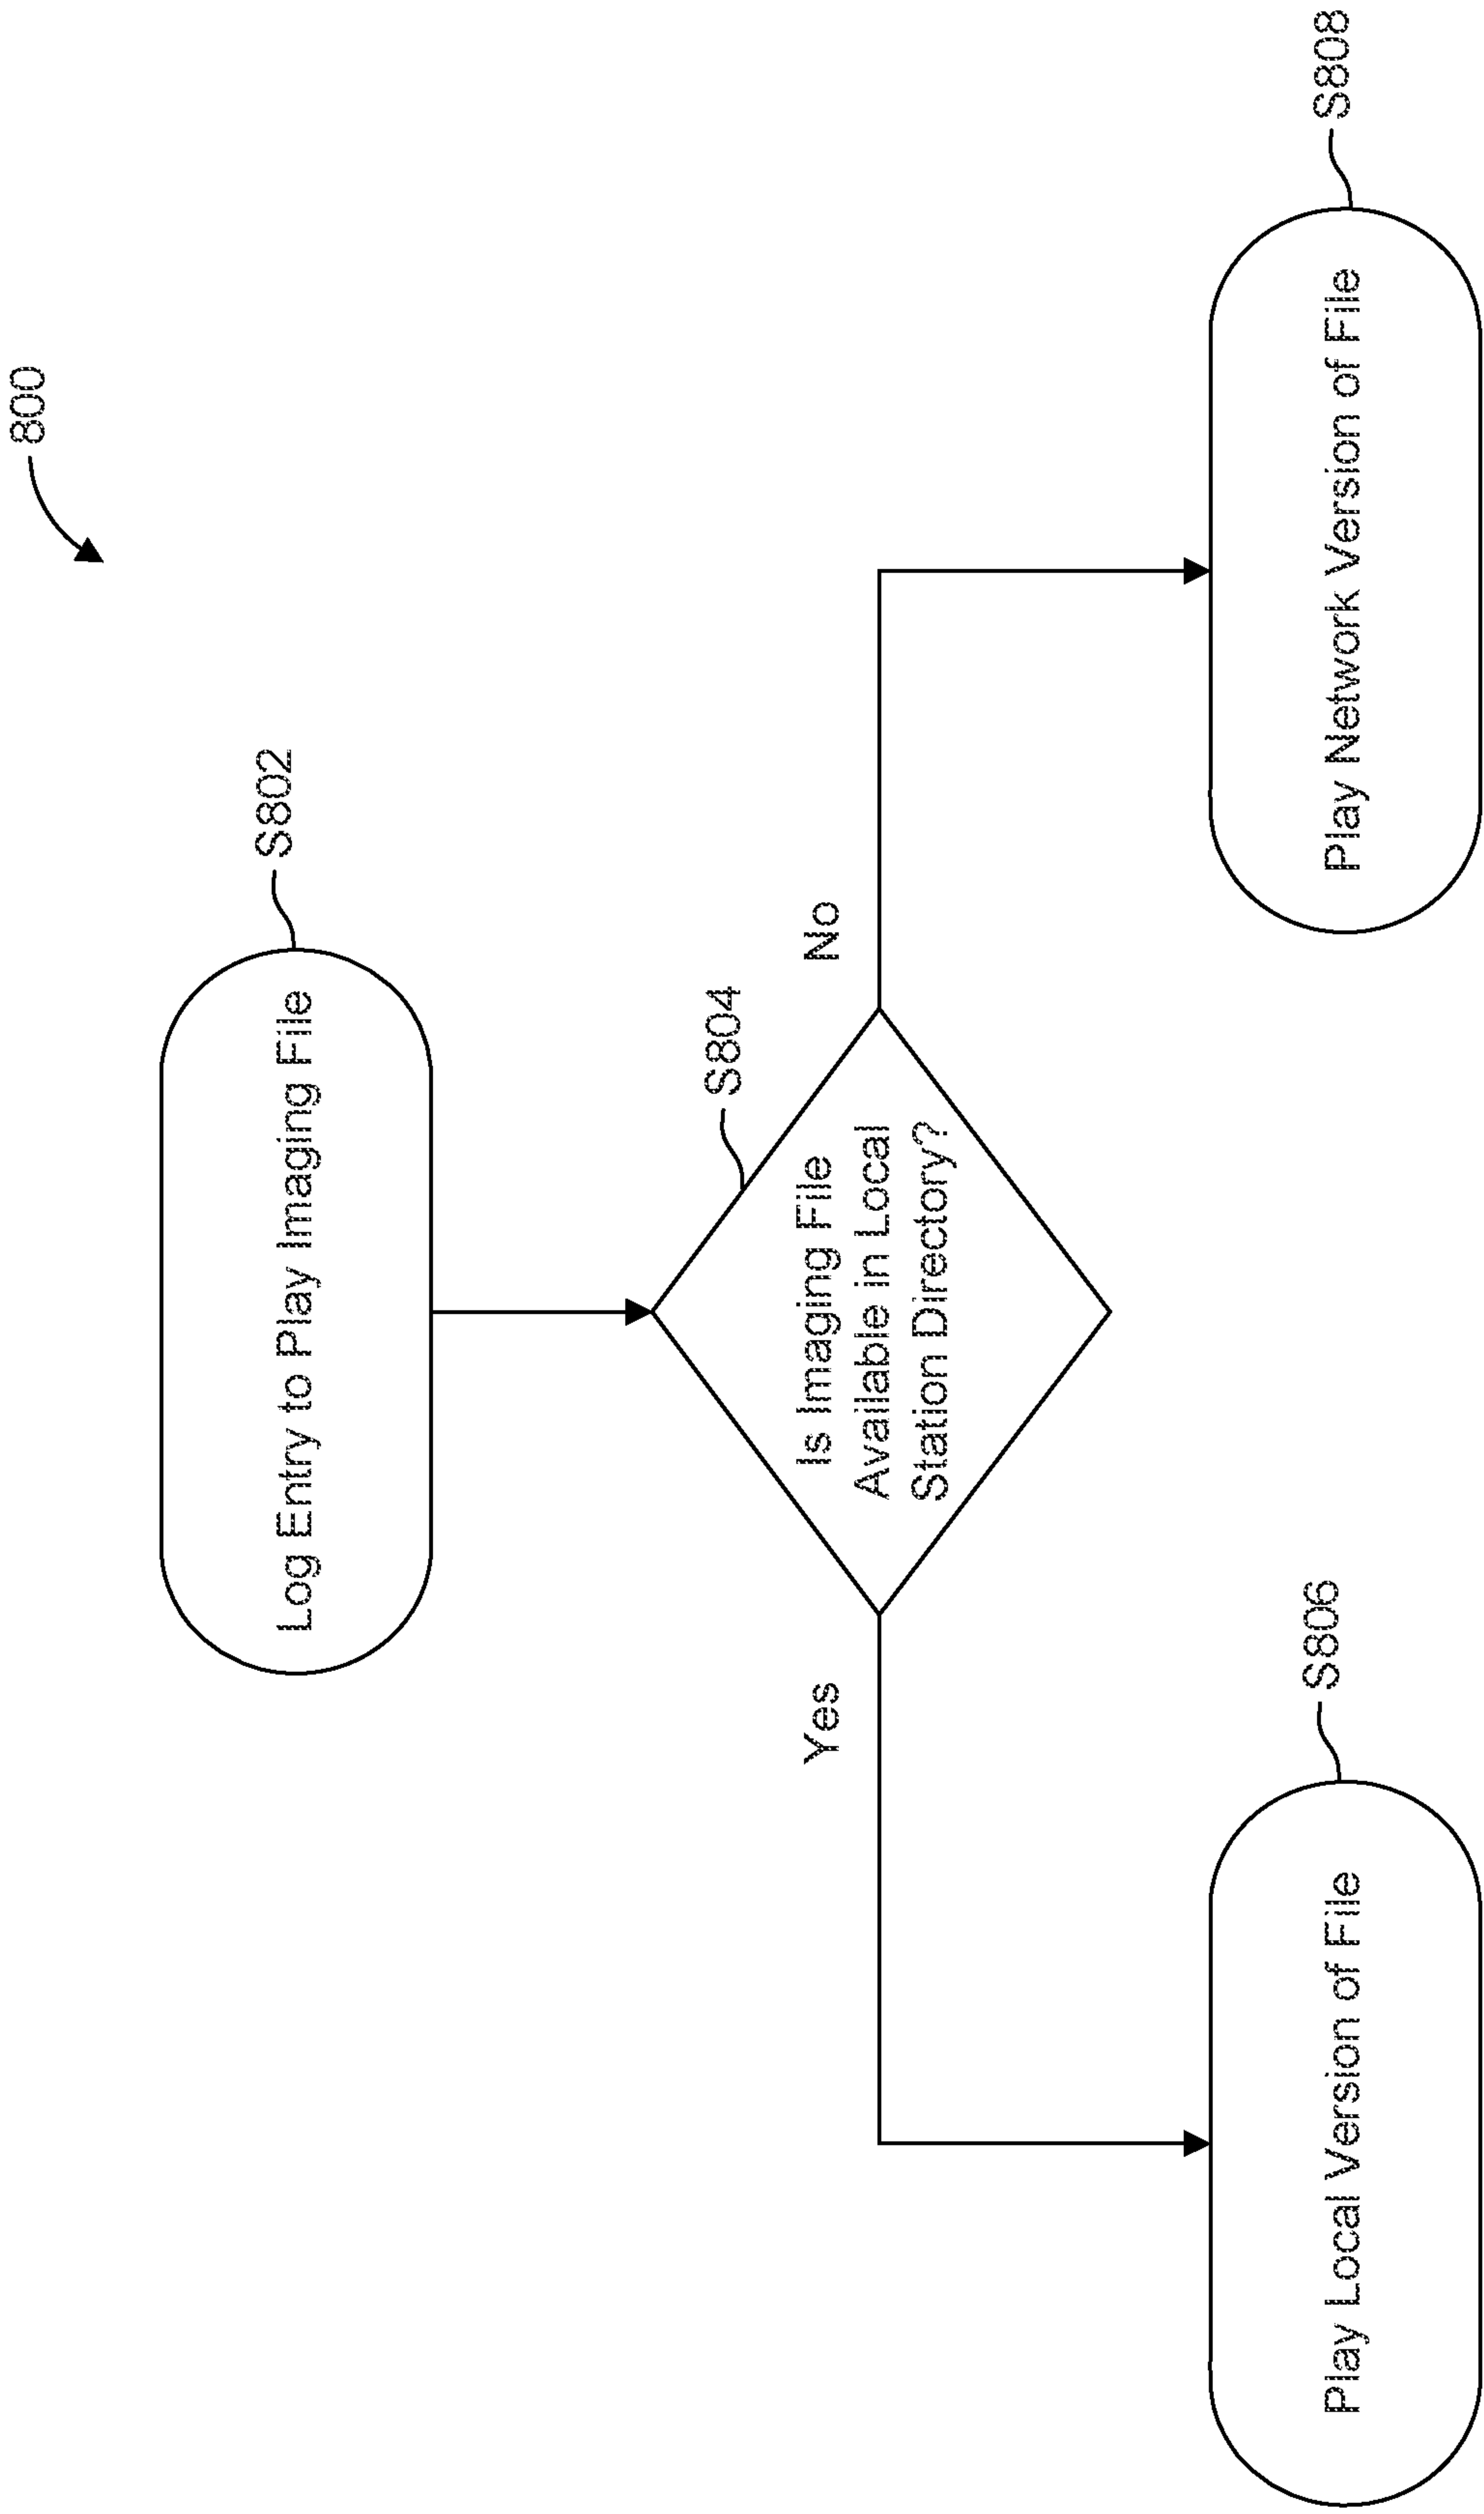 800
S802
Log Entry to Play Imaging File
S804
Is Imaging File
Available in Local
Station Directory?
Yes
No
S806
Play Local Version of File
S808
Play Network Version of File